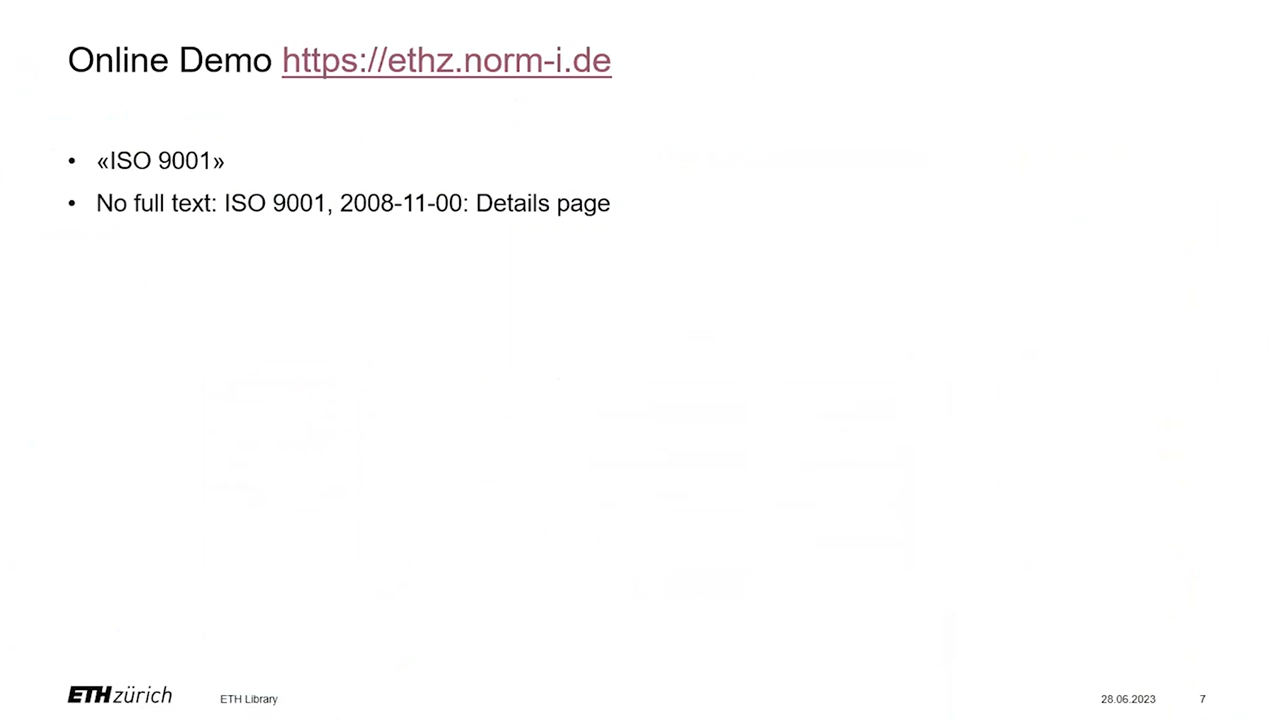 Online Demo https://ethz.norm-i.de
• «ISO 9001»
• No full text: ISO 9001, 2008-11-00: Details page
ETH zürich
ETH Library
28.06.2023
7